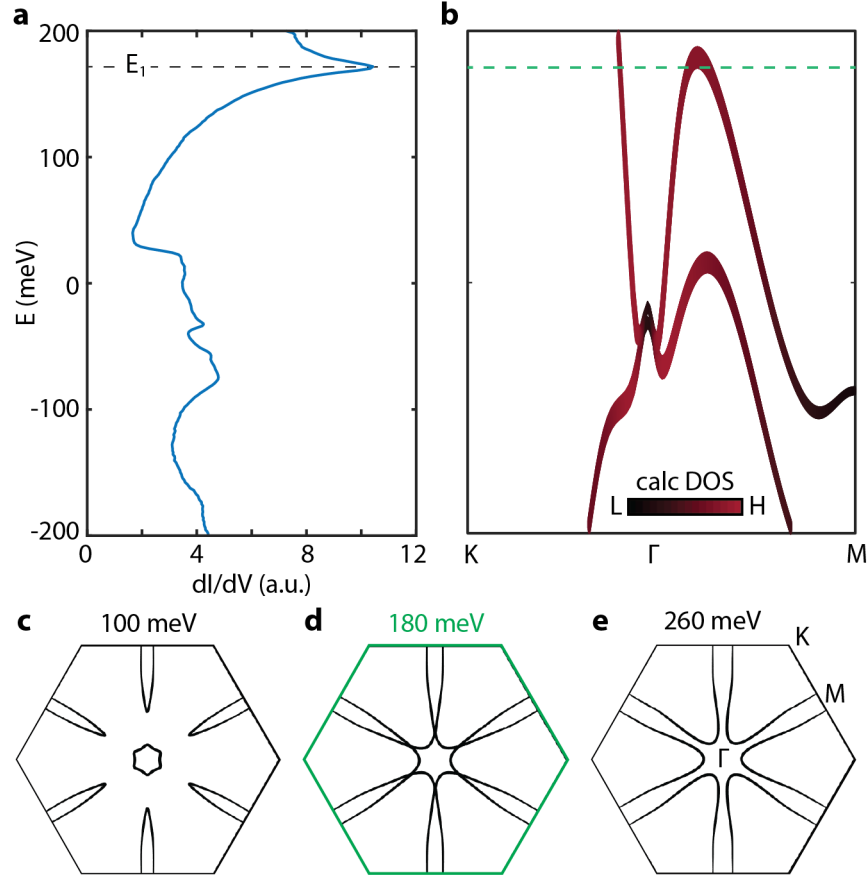 a
b
200
100
0
-100
-200
E (meV)
E1
0
4
8
12
dI/dV (a.u.)
calc DOS
L
H
K
Γ
M
c
100 meV
d
180 meV
e
260 meV
K
M
Γ